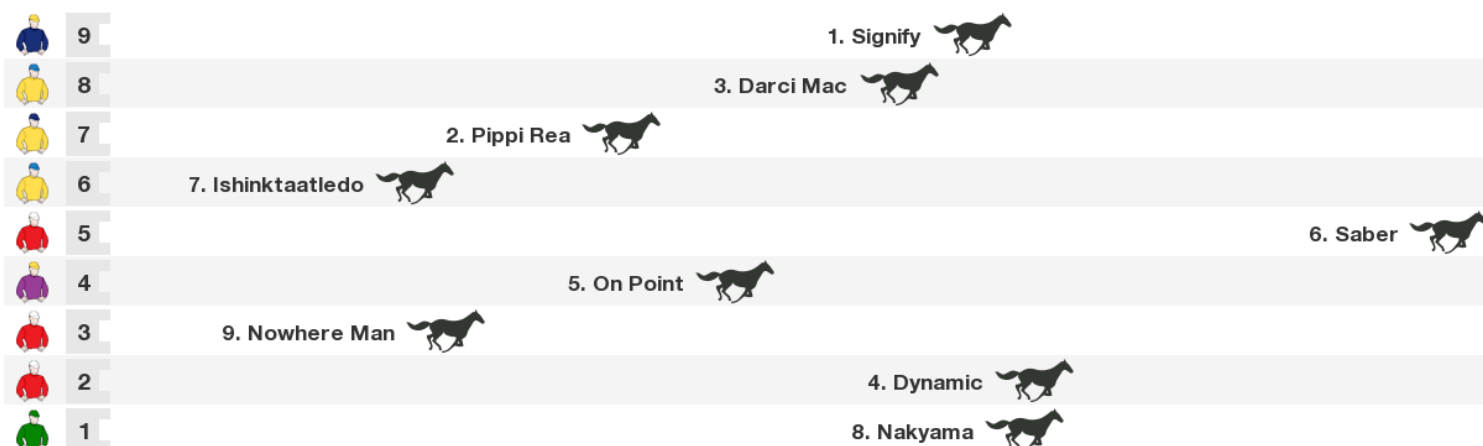 9 1. Signify
8 3. Darci Mac
7 2. Pippi Rea
6 7. Ishinktaatledo
5 6. Saber
4 5. On Point
3 9. Nowhere Man
2 4. Dynamic
1 8. Nakyama